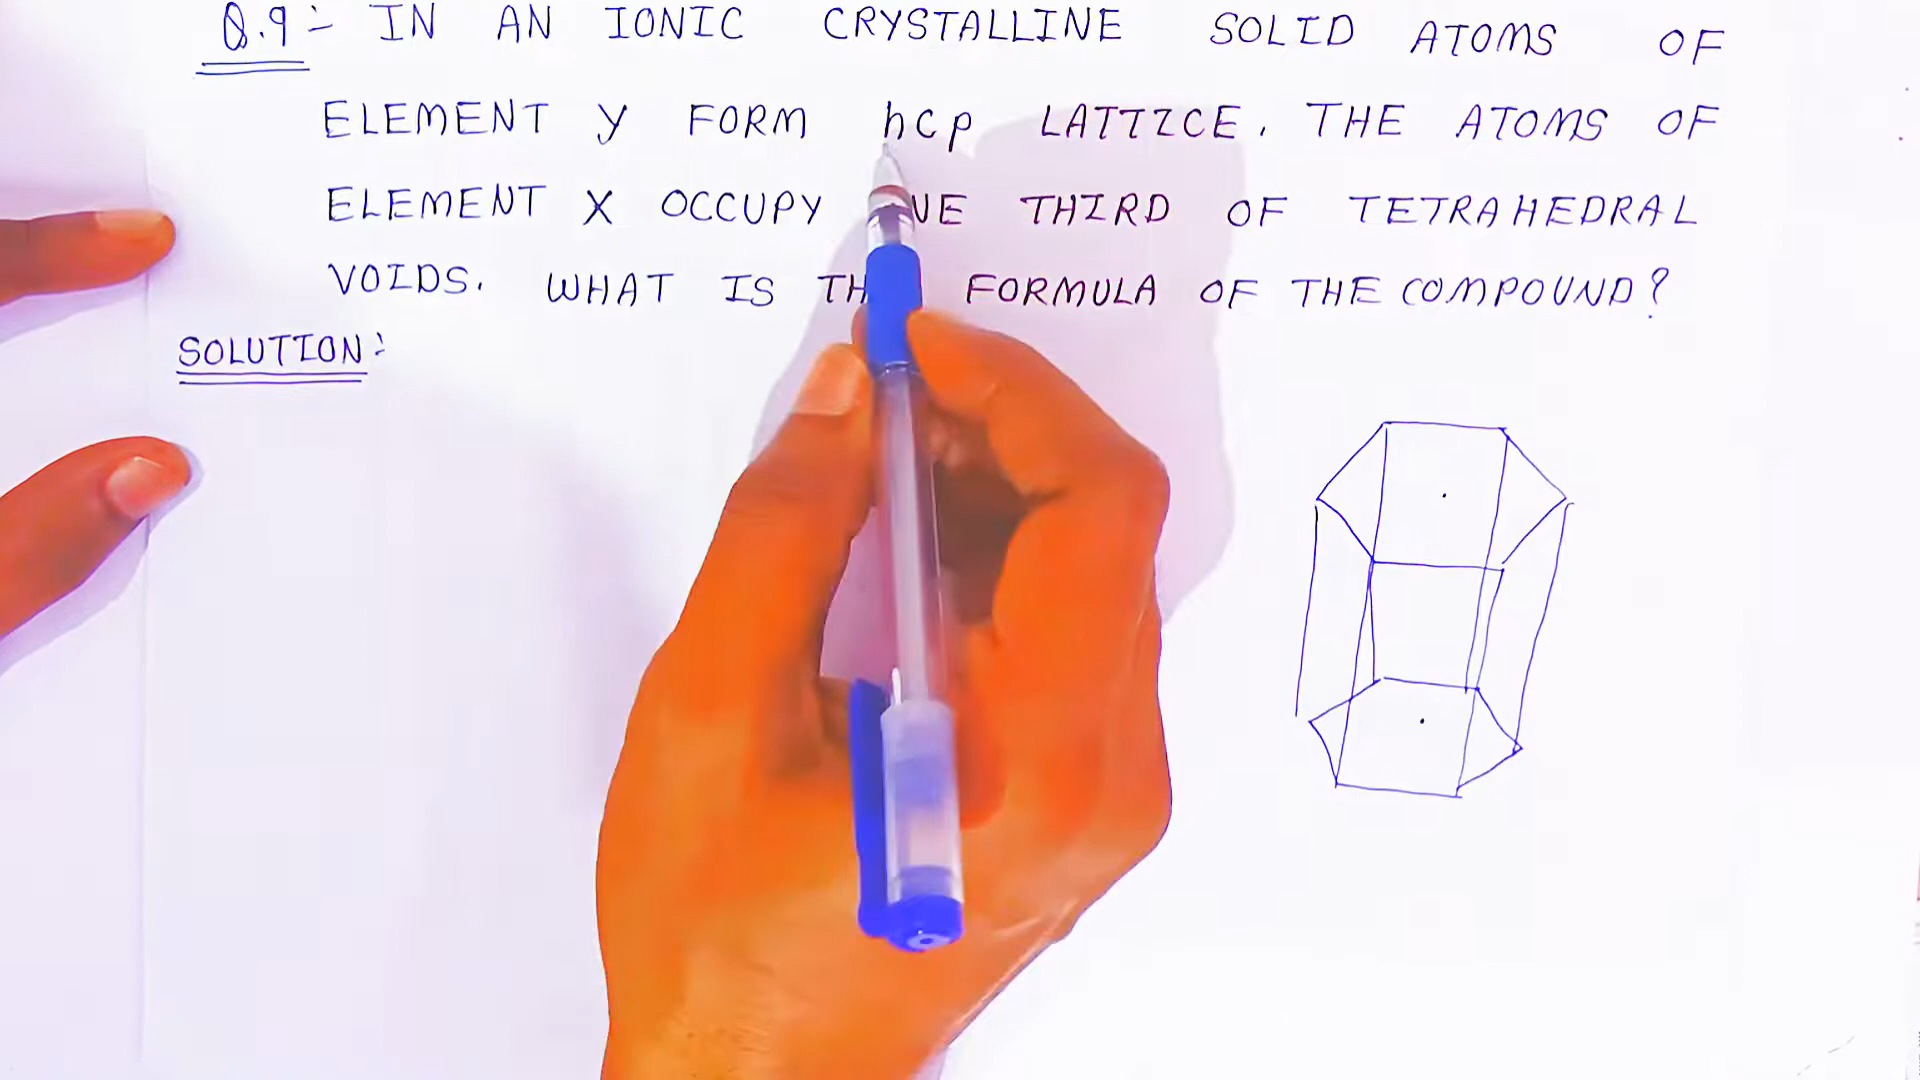 Q.9:- IN AN IONIC CRYSTALLINE SOLID ATOMS OF
ELEMENT Y FORM hcp LATTICE. THE ATOMS OF
ELEMENT X OCCUPY THIRD OF TETRAHEDRAL
VOIDS. WHAT IS FORMULA OF THE COMPOUND?
SOLUTION:-